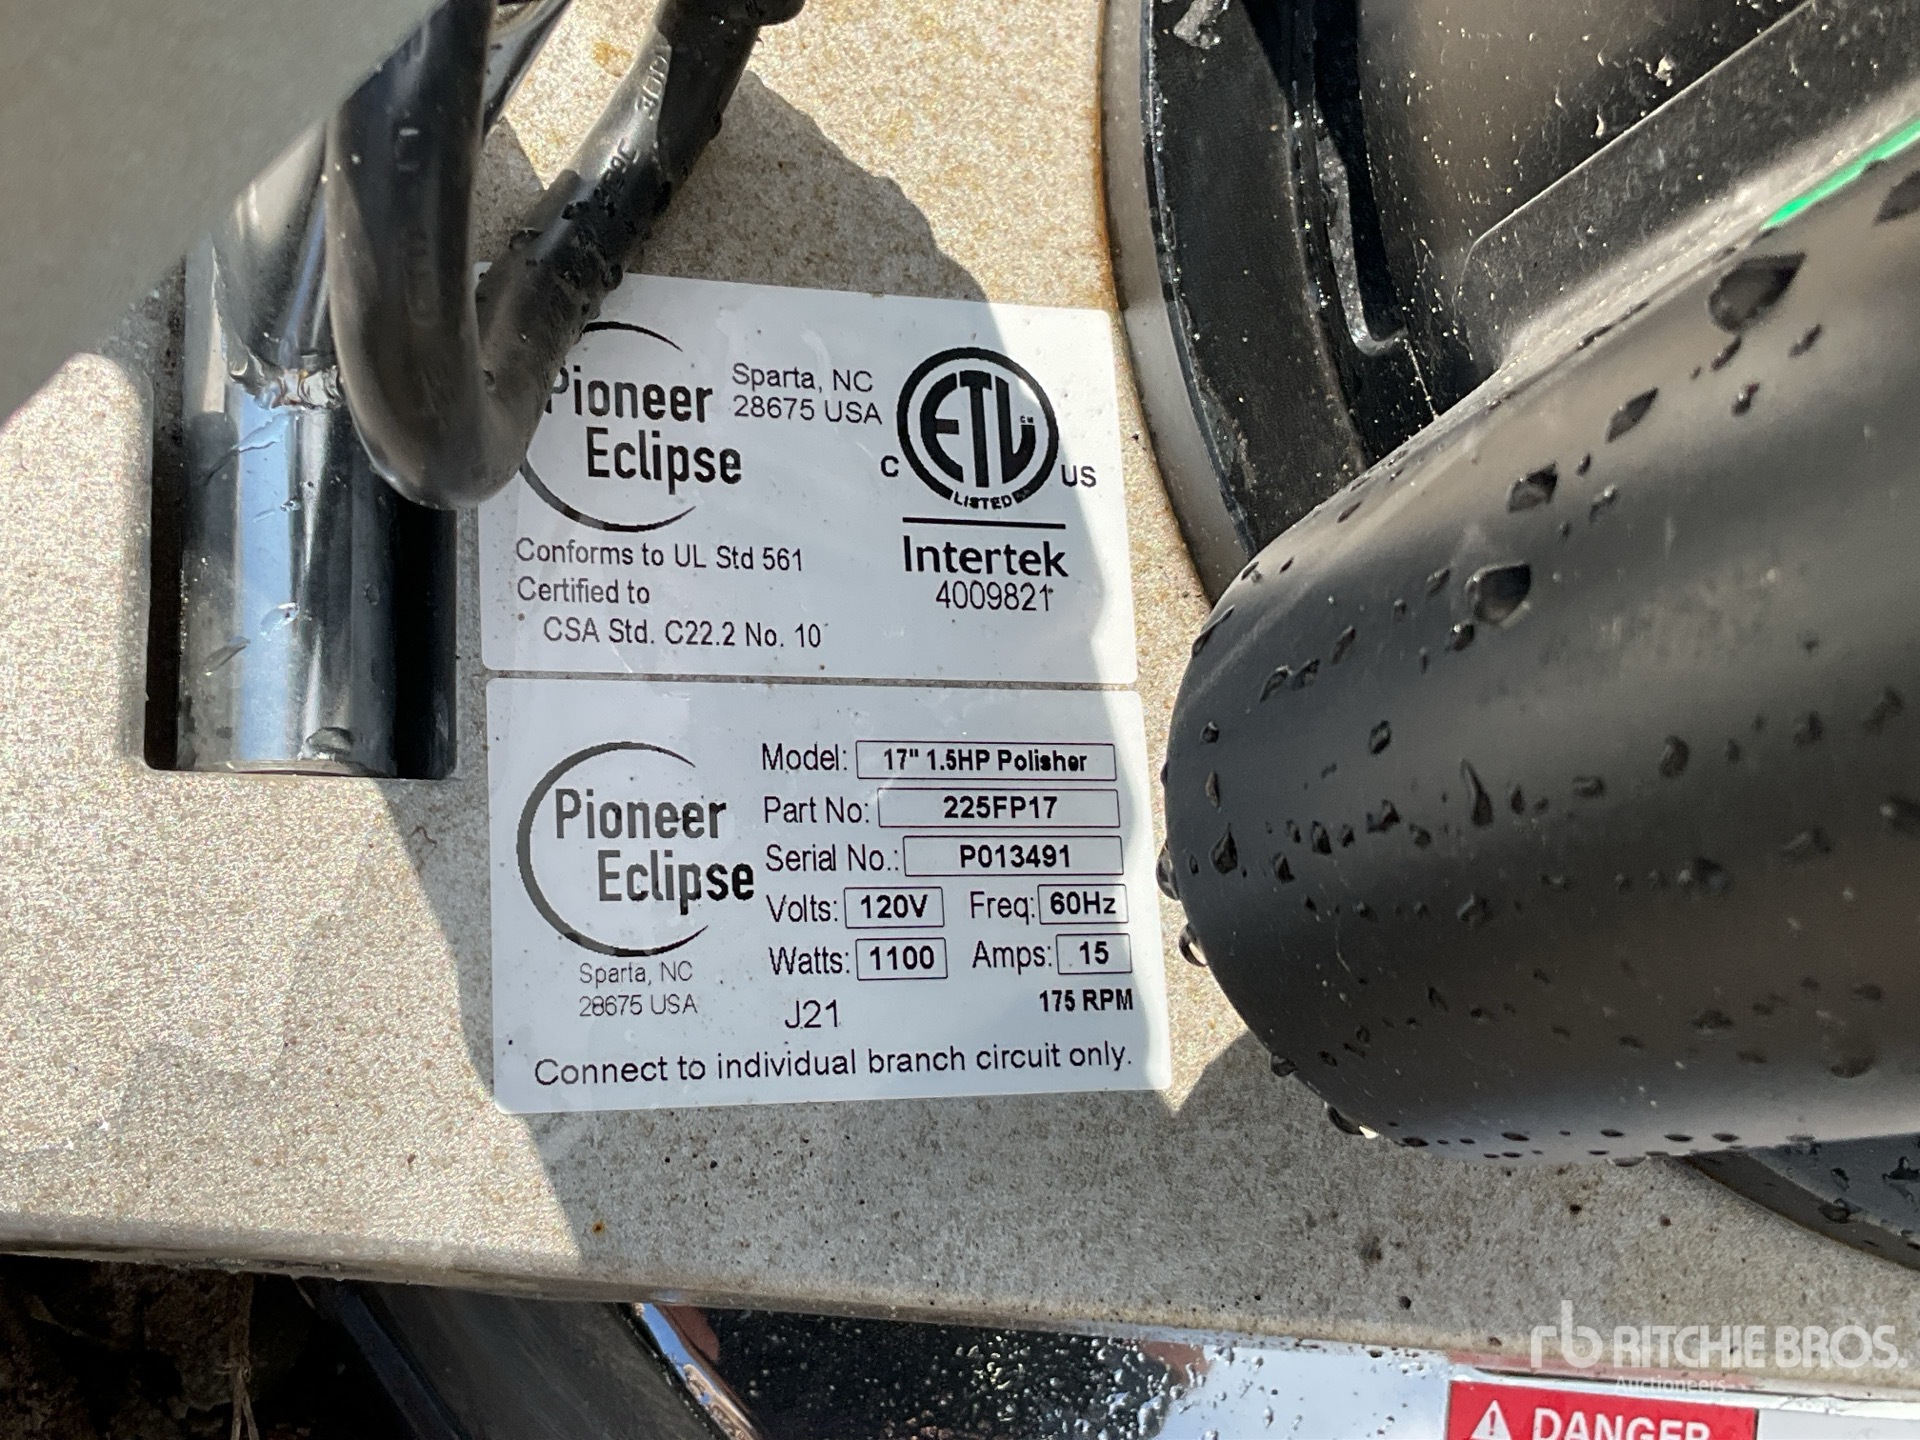 Pioneer
Eclipse
Sparta, NC
28675 USA
ETL
CM
LISTED
C
US
Intertek
4009821
Conforms to UL Std 561
Certified to
CSA Std. C22.2 No. 10
Pioneer
Eclipse
Sparta, NC
28675 USA
Model: 17" 1.5HP Polisher
Part No: 225FP17
Serial No.: P013491
Volts: 120V Freq: 60Hz
Watts: 1100 Amps: 15
J21 175 RPM
Connect to individual branch circuit only.
rb RITCHIE BROS.
Auctioneers
DANGER